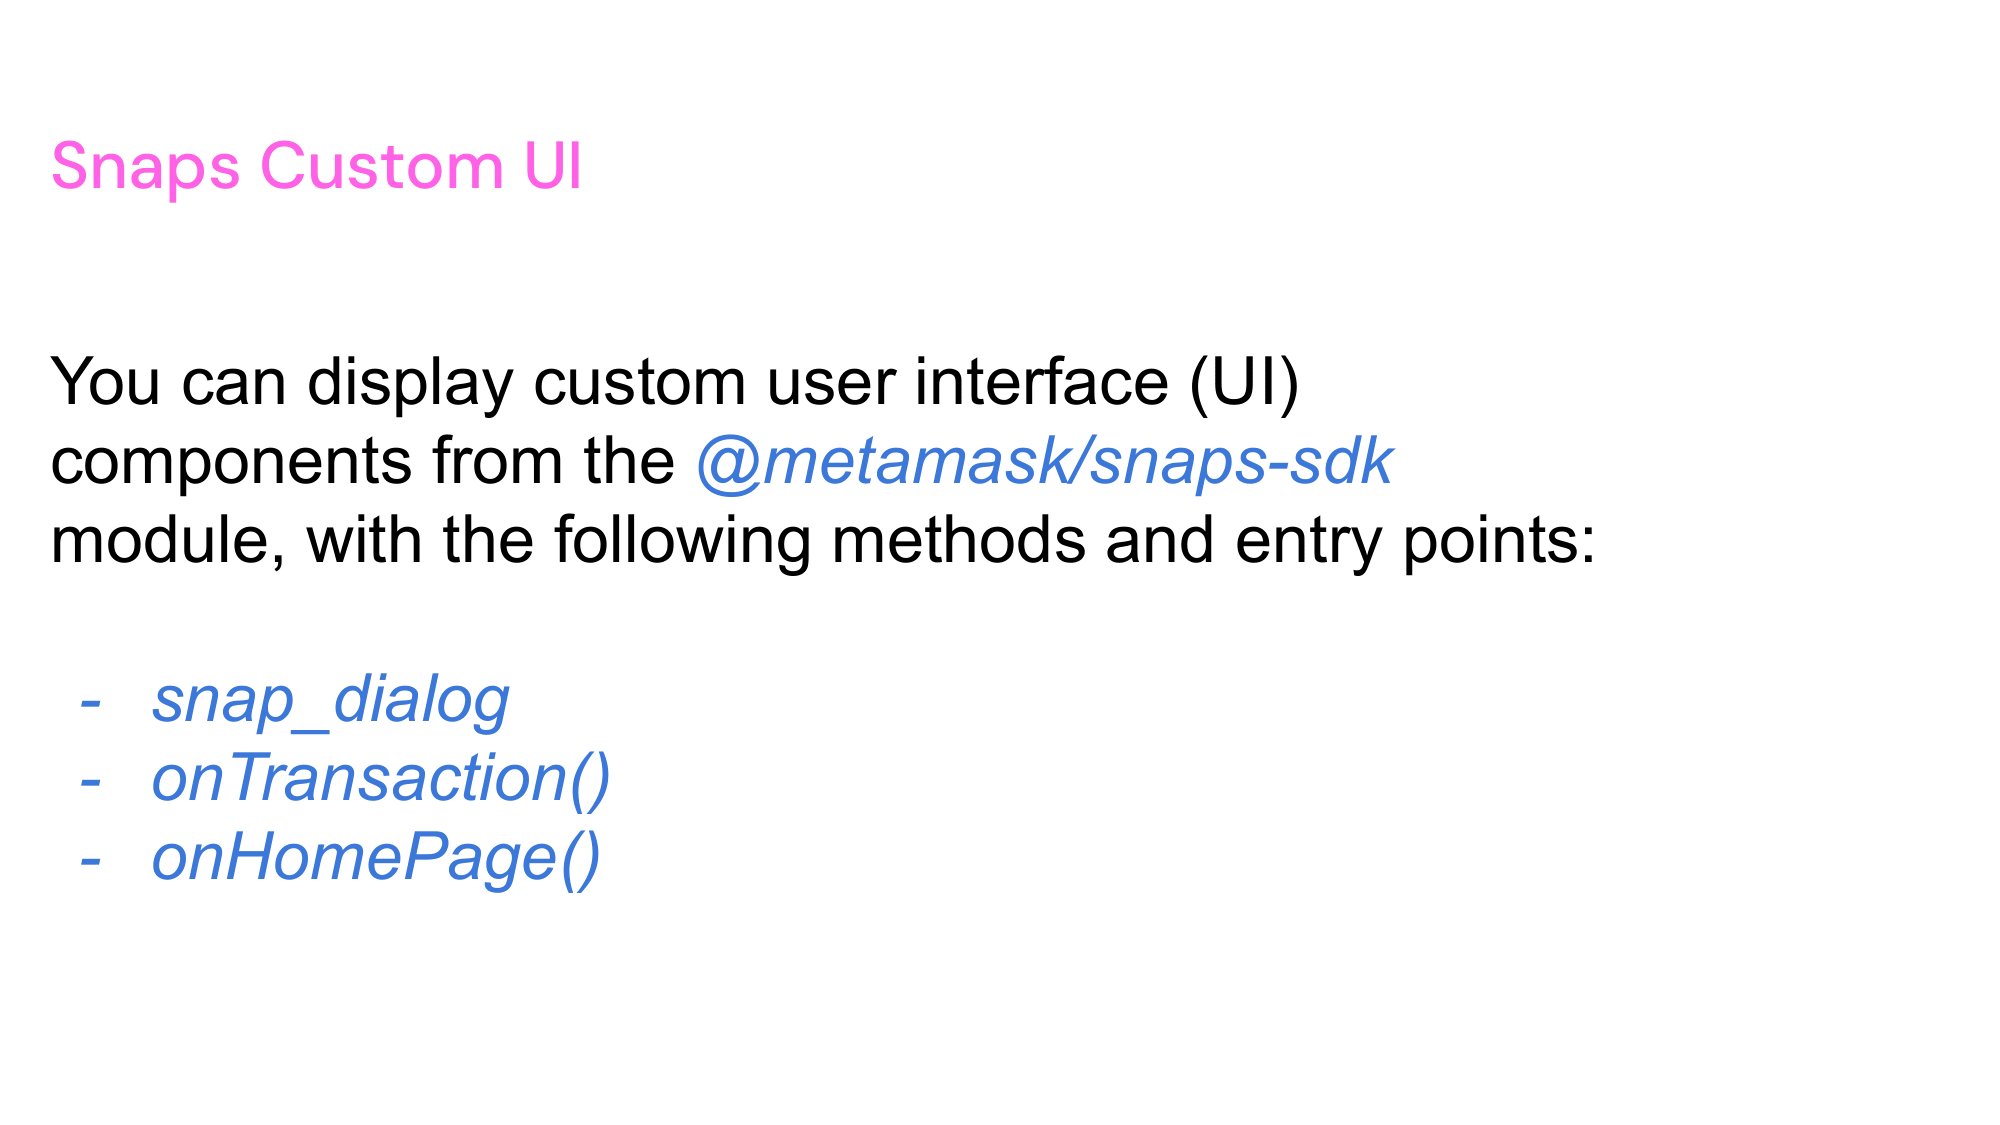 Snaps Custom UI
You can display custom user interface (UI)
components from the @metamask/snaps-sdk
module, with the following methods and entry points:
- snap_dialog
- onTransaction()
- onHomePage()